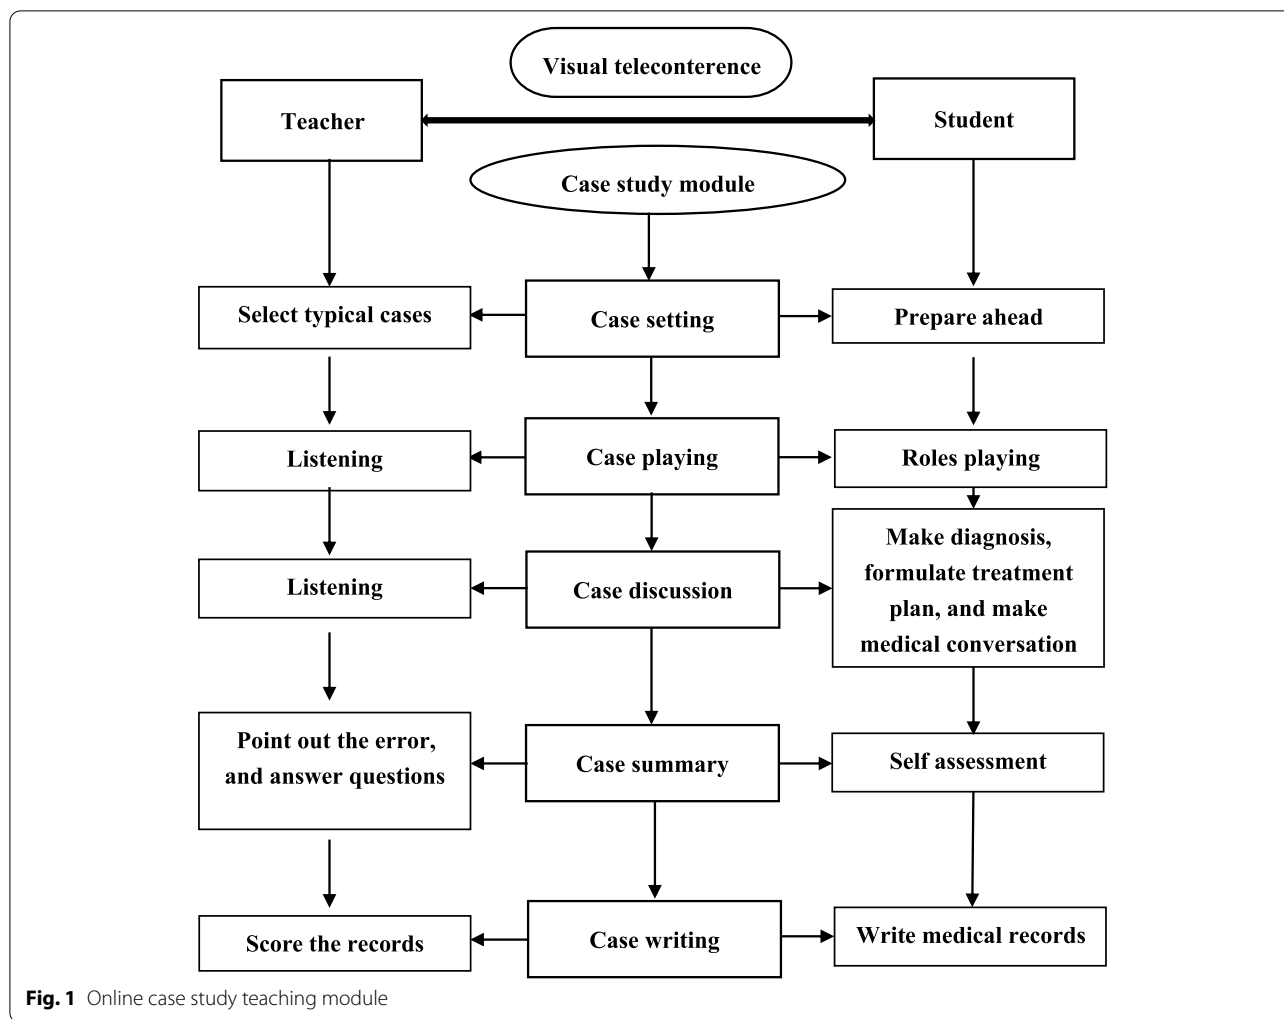 Visual teleconterence
Teacher
Student
Case study module
Select typical cases
Case setting
Prepare ahead
Listening
Case playing
Roles playing
Listening
Case discussion
Make diagnosis,
formulate treatment
plan, and make
medical conversation
Point out the error,
and answer questions
Case summary
Self assessment
Score the records
Case writing
Write medical records
Fig. 1 Online case study teaching module